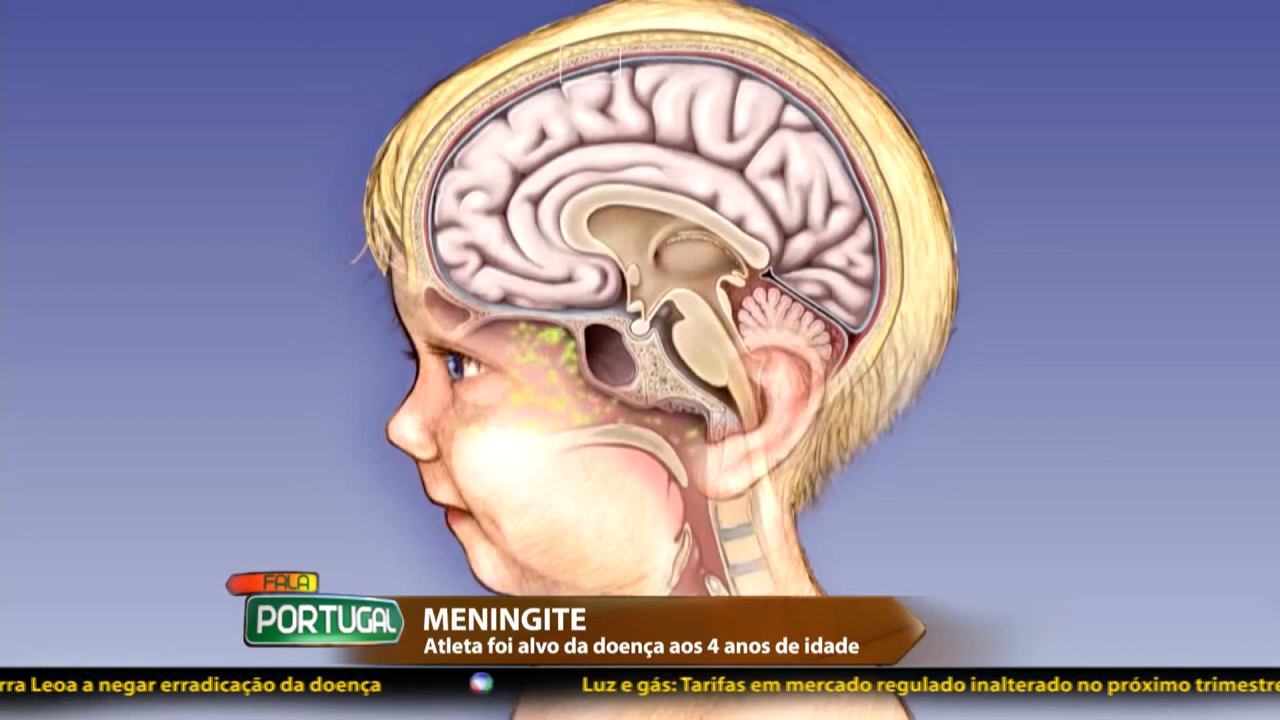 FALA
PORTUGAL
MENINGITE
Atleta foi alvo da doença aos 4 anos de idade
rra Leoa a negar erradicação da doença
Luz e gás: Tarifas em mercado regulado inalterado no próximo trimestre